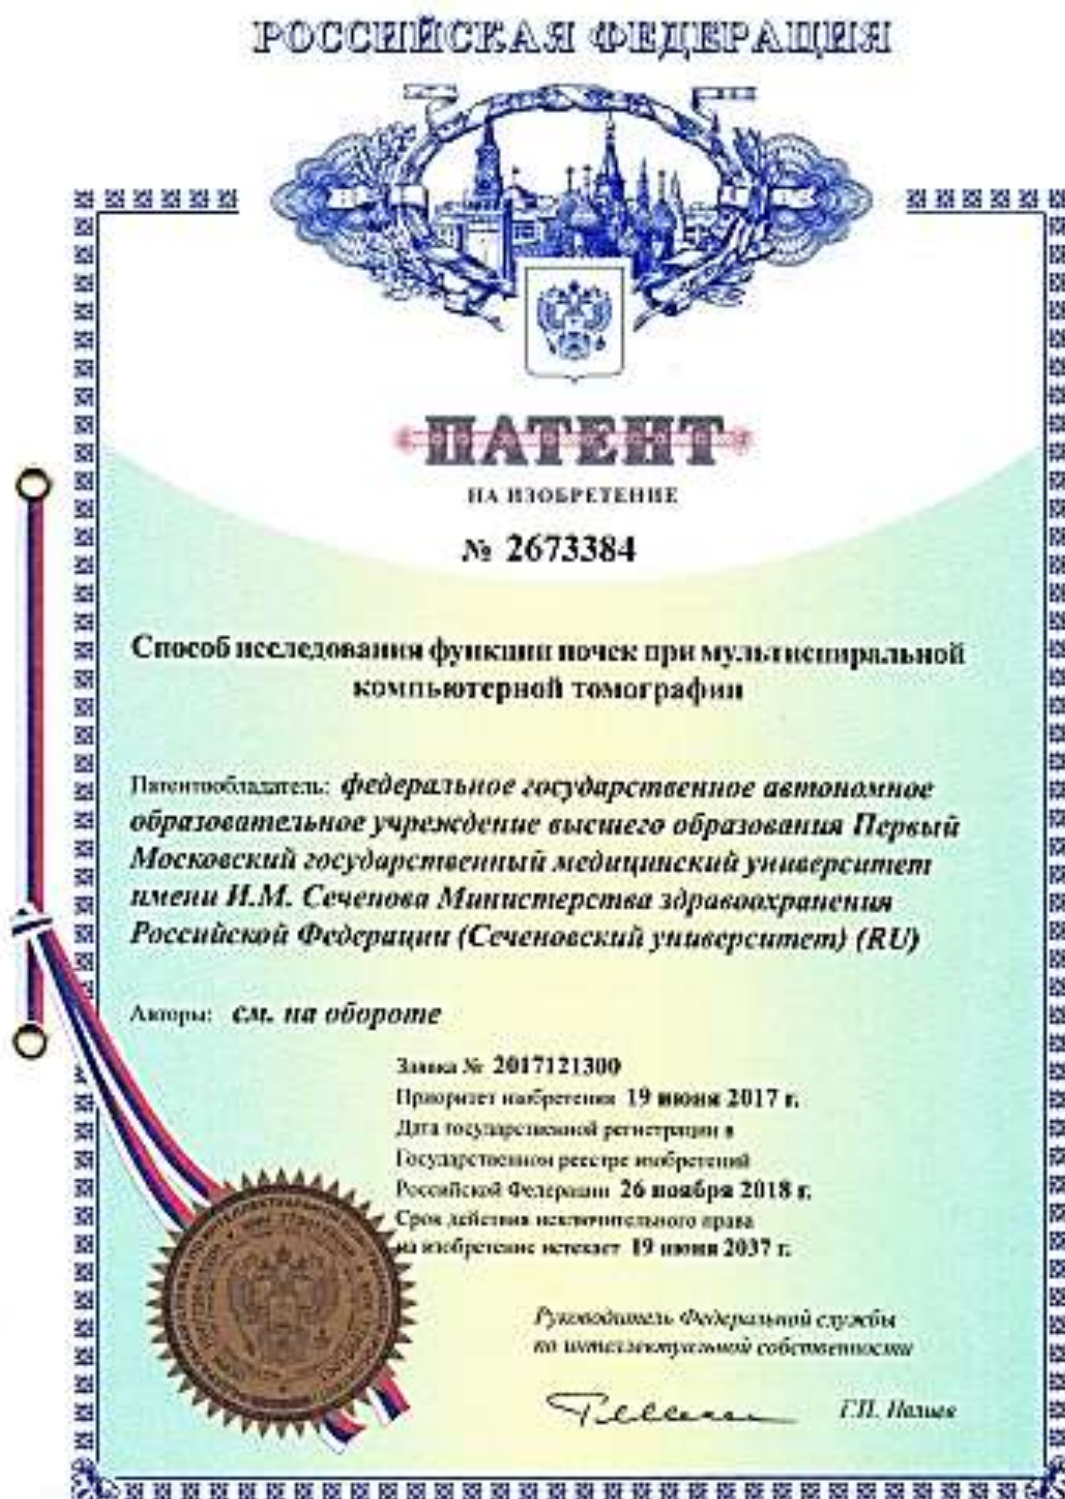 РОССИЙСКАЯ ФЕДЕРАЦИЯ
ПАТЕНТ
НА ИЗОБРЕТЕНИЕ
№ 2673384
Способ исследования функции почек при мультиспиральной
компьютерной томографии
Патентообладатель: федеральное государственное автономное
образовательное учреждение высшего образования Первый
Московский государственный медицинский университет
имени И.М. Сеченова Министерства здравоохранения
Российской Федерации (Сеченовский университет) (RU)
Авторы: см. на обороте
Заявка № 2017121300
Приоритет изобретения 19 июня 2017 г.
Дата государственной регистрации в
Государственном реестре изобретений
Российской Федерации 26 ноября 2018 г.
Срок действия исключительного права
на изобретение истекает 19 июня 2037 г.
Руководитель Федеральной службы
по интеллектуальной собственности
Г.П. Ивлиев